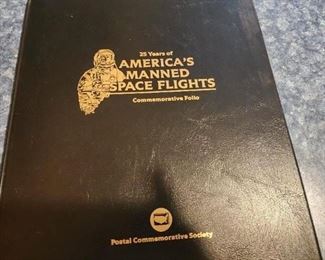 25 Years of
AMERICA'S
MANNED
SPACE FLIGHTS
Commemorative Folio
Postal Commemorative Society